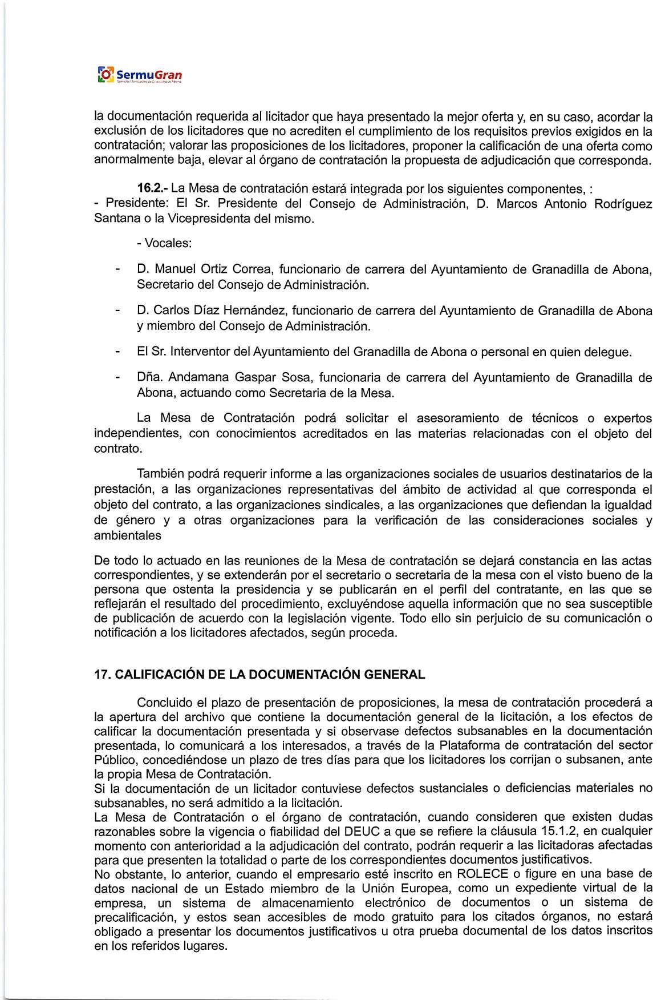 SermuGran
Servicios Municipales de Granadilla de Abona
la documentación requerida al licitador que haya presentado la mejor oferta y, en su caso, acordar la
exclusión de los licitadores que no acrediten el cumplimiento de los requisitos previos exigidos en la
contratación; valorar las proposiciones de los licitadores, proponer la calificación de una oferta como
anormalmente baja, elevar al órgano de contratación la propuesta de adjudicación que corresponda.
16.2.- La Mesa de contratación estará integrada por los siguientes componentes, :
- Presidente: El Sr. Presidente del Consejo de Administración, D. Marcos Antonio Rodríguez
Santana o la Vicepresidenta del mismo.
- Vocales:
- D. Manuel Ortiz Correa, funcionario de carrera del Ayuntamiento de Granadilla de Abona,
Secretario del Consejo de Administración.
- D. Carlos Díaz Hernández, funcionario de carrera del Ayuntamiento de Granadilla de Abona
y miembro del Consejo de Administración.
- El Sr. Interventor del Ayuntamiento del Granadilla de Abona o personal en quien delegue.
- Dña. Andamana Gaspar Sosa, funcionaria de carrera del Ayuntamiento de Granadilla de
Abona, actuando como Secretaria de la Mesa.
La Mesa de Contratación podrá solicitar el asesoramiento de técnicos o expertos
independientes, con conocimientos acreditados en las materias relacionadas con el objeto del
contrato.
También podrá requerir informe a las organizaciones sociales de usuarios destinatarios de la
prestación, a las organizaciones representativas del ámbito de actividad al que corresponda el
objeto del contrato, a las organizaciones sindicales, a las organizaciones que defiendan la igualdad
de género y a otras organizaciones para la verificación de las consideraciones sociales y
ambientales
De todo lo actuado en las reuniones de la Mesa de contratación se dejará constancia en las actas
correspondientes, y se extenderán por el secretario o secretaria de la mesa con el visto bueno de la
persona que ostenta la presidencia y se publicarán en el perfil del contratante, en las que se
reflejarán el resultado del procedimiento, excluyéndose aquella información que no sea susceptible
de publicación de acuerdo con la legislación vigente. Todo ello sin perjuicio de su comunicación o
notificación a los licitadores afectados, según proceda.
17. CALIFICACIÓN DE LA DOCUMENTACIÓN GENERAL
Concluido el plazo de presentación de proposiciones, la mesa de contratación procederá a
la apertura del archivo que contiene la documentación general de la licitación, a los efectos de
calificar la documentación presentada y si observase defectos subsanables en la documentación
presentada, lo comunicará a los interesados, a través de la Plataforma de contratación del sector
Público, concediéndose un plazo de tres días para que los licitadores los corrijan o subsanen, ante
la propia Mesa de Contratación.
Si la documentación de un licitador contuviese defectos sustanciales o deficiencias materiales no
subsanables, no será admitido a la licitación.
La Mesa de Contratación o el órgano de contratación, cuando consideren que existen dudas
razonables sobre la vigencia o fiabilidad del DEUC a que se refiere la cláusula 15.1.2, en cualquier
momento con anterioridad a la adjudicación del contrato, podrán requerir a las licitadoras afectadas
para que presenten la totalidad o parte de los correspondientes documentos justificativos.
No obstante, lo anterior, cuando el empresario esté inscrito en ROLECE o figure en una base de
datos nacional de un Estado miembro de la Unión Europea, como un expediente virtual de la
empresa, un sistema de almacenamiento electrónico de documentos o un sistema de
precalificación, y estos sean accesibles de modo gratuito para los citados órganos, no estará
obligado a presentar los documentos justificativos u otra prueba documental de los datos inscritos
en los referidos lugares.